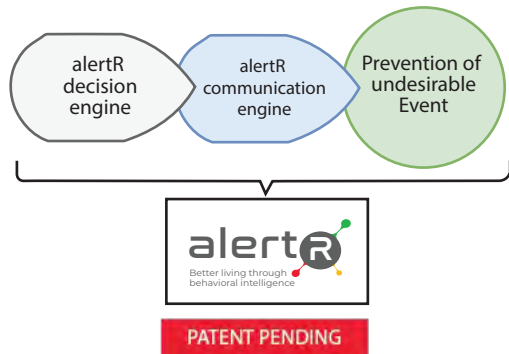 alertR
decision
engine
alertR
communication
engine
Prevention of
undesirable
Event
alertR
Better living through
behavioral intelligence
PATENT PENDING